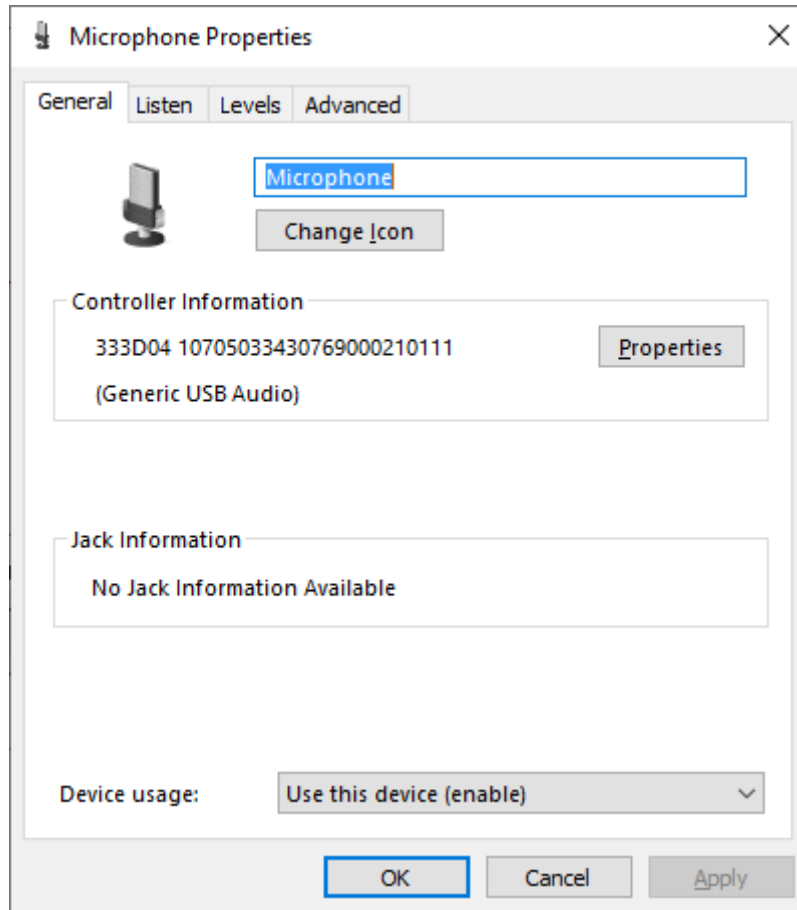 Microphone Properties
General Listen Levels Advanced
Microphone
Change Icon
Controller Information
333D04 10705033430769000210111
Properties
(Generic USB Audio)
Jack Information
No Jack Information Available
Device usage: Use this device (enable)
OK Cancel Apply